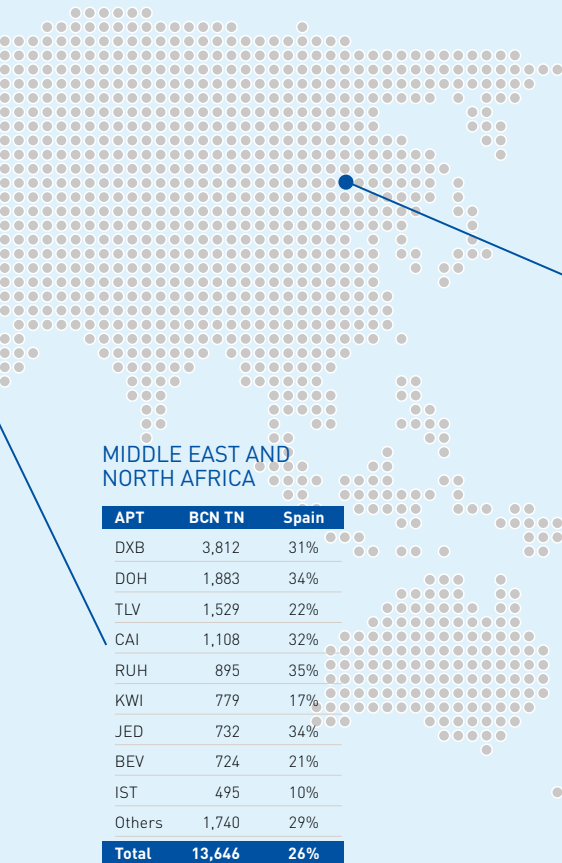 MIDDLE EAST AND
NORTH AFRICA
APT BCN TN Spain
DXB 3,812 31%
DOH 1,883 34%
TLV 1,529 22%
CAI 1,108 32%
RUH 895 35%
KWI 779 17%
JED 732 34%
BEV 724 21%
IST 495 10%
Others 1,740 29%
Total 13,646 26%